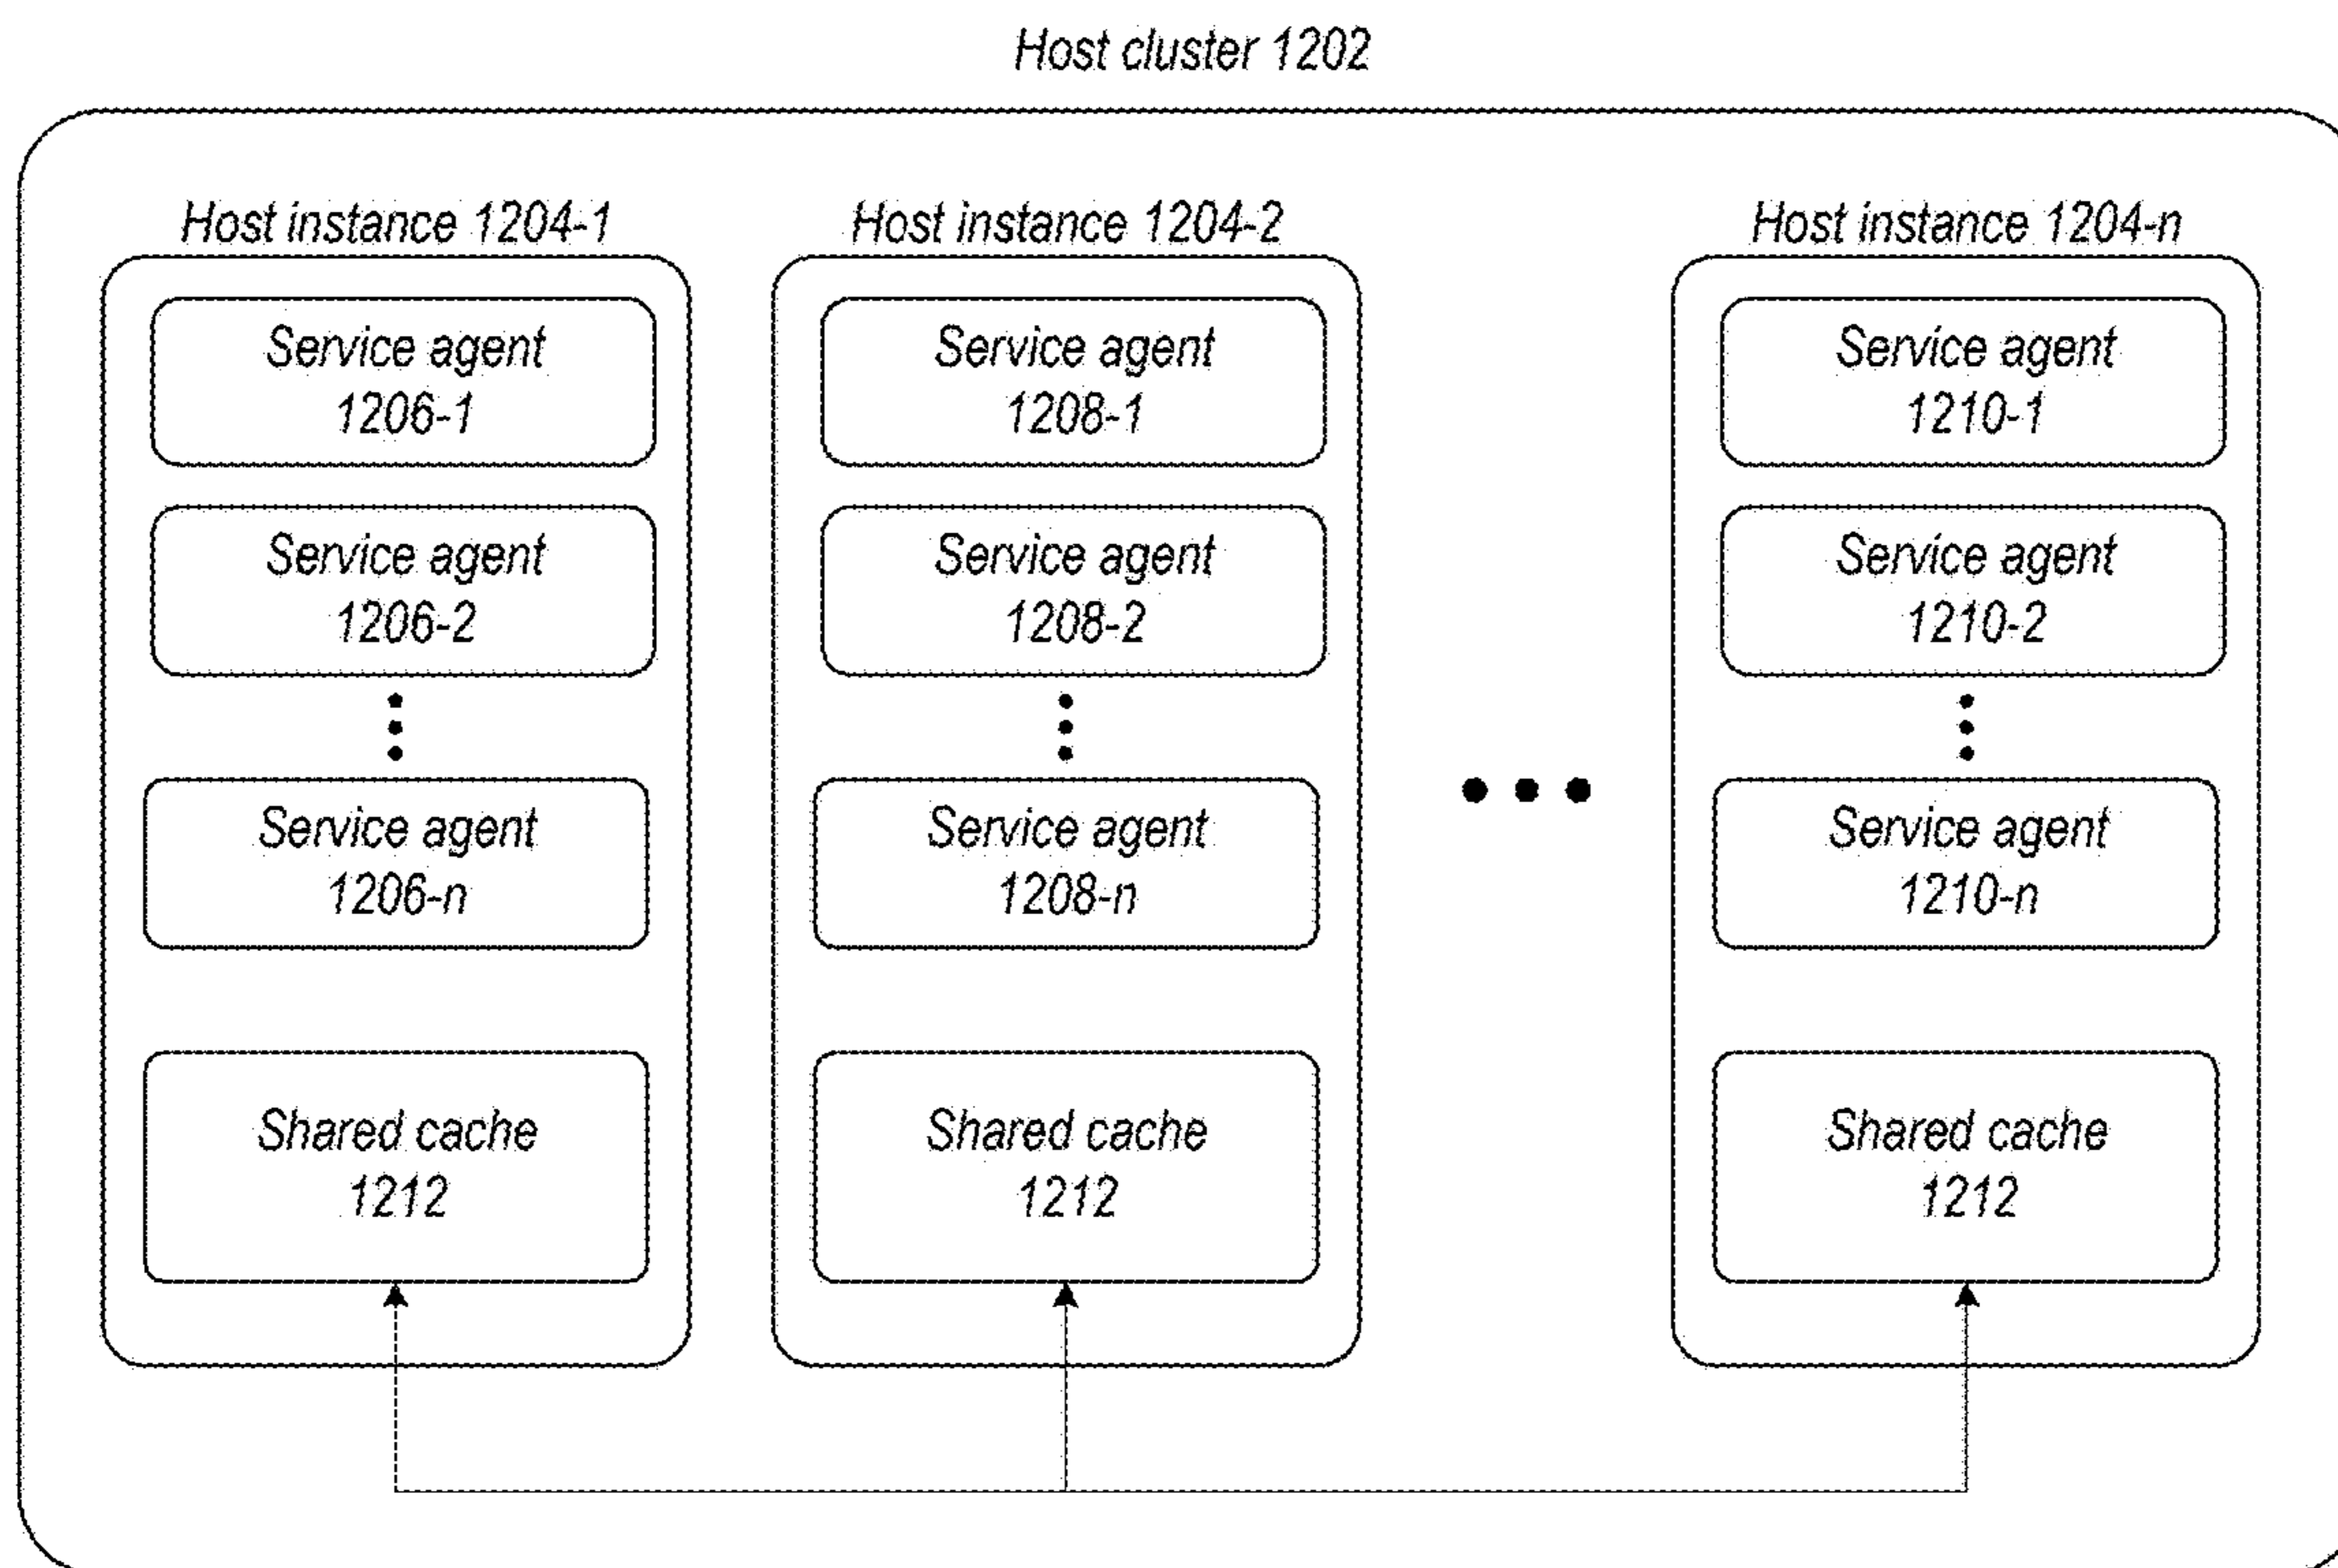 Host cluster 1202
Host instance 1204-1
Service agent
1206-1
Service agent
1206-2
Service agent
1206-n
Shared cache
1212
Host instance 1204-2
Service agent
1208-1
Service agent
1208-2
Service agent
1208-n
Shared cache
1212
Host instance 1204-n
Service agent
1210-1
Service agent
1210-2
Service agent
1210-n
Shared cache
1212